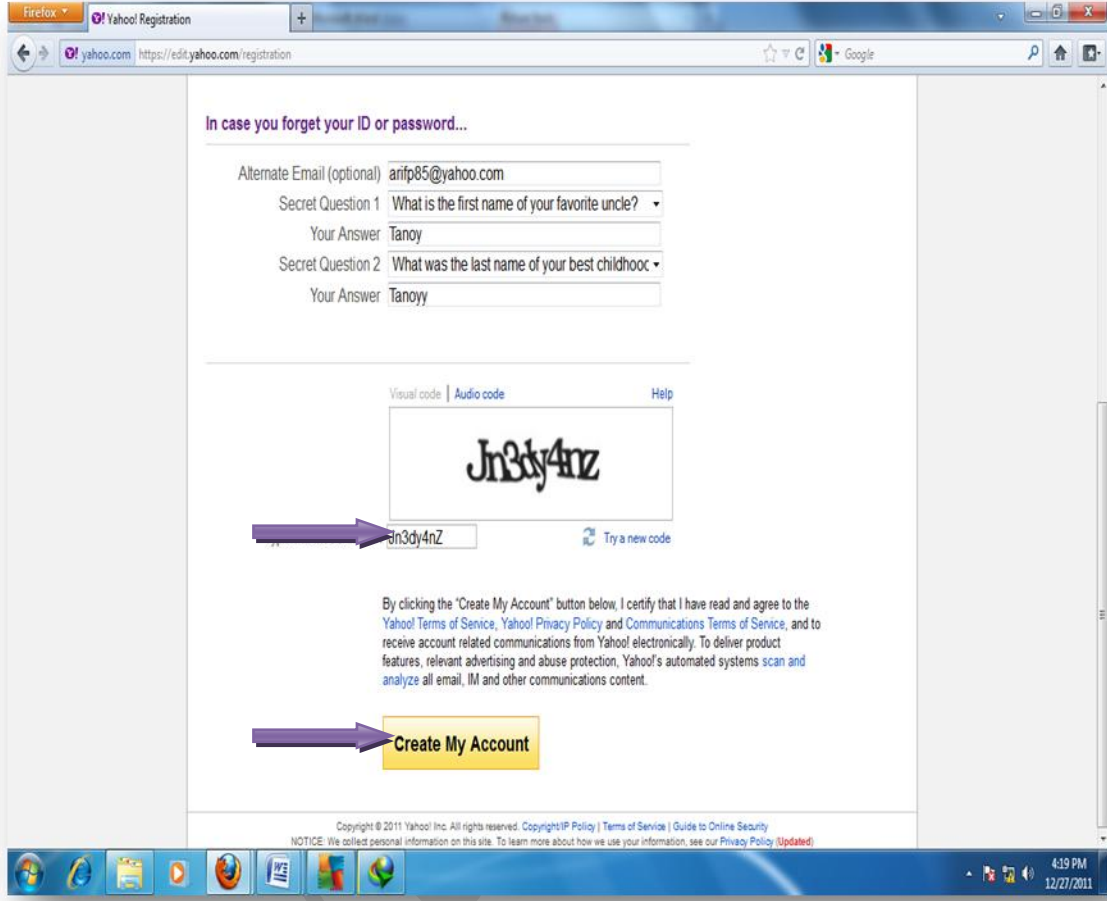 Firefox
Yahoo! Registration
yahoo.com https://edit.yahoo.com/registration
Google
In case you forget your ID or password...
Alternate Email (optional) arifp85@yahoo.com
Secret Question 1 What is the first name of your favorite uncle?
Your Answer Tanoy
Secret Question 2 What was the last name of your best childhooc
Your Answer Tanoyy
Visual code | Audio code Help
Jn3dy4nz
Jn3dy4nZ Try a new code
By clicking the "Create My Account" button below, I certify that I have read and agree to the
Yahoo! Terms of Service, Yahoo! Privacy Policy and Communications Terms of Service, and to
receive account related communications from Yahoo! electronically. To deliver product
features, relevant advertising and abuse protection, Yahoo!'s automated systems scan and
analyze all email, IM and other communications content.
Create My Account
Copyright © 2011 Yahoo! Inc. All rights reserved. Copyright/IP Policy | Terms of Service | Guide to Online Security
NOTICE: We collect personal information on this site. To learn more about how we use your information, see our Privacy Policy (Updated)
4:19 PM
12/27/2011